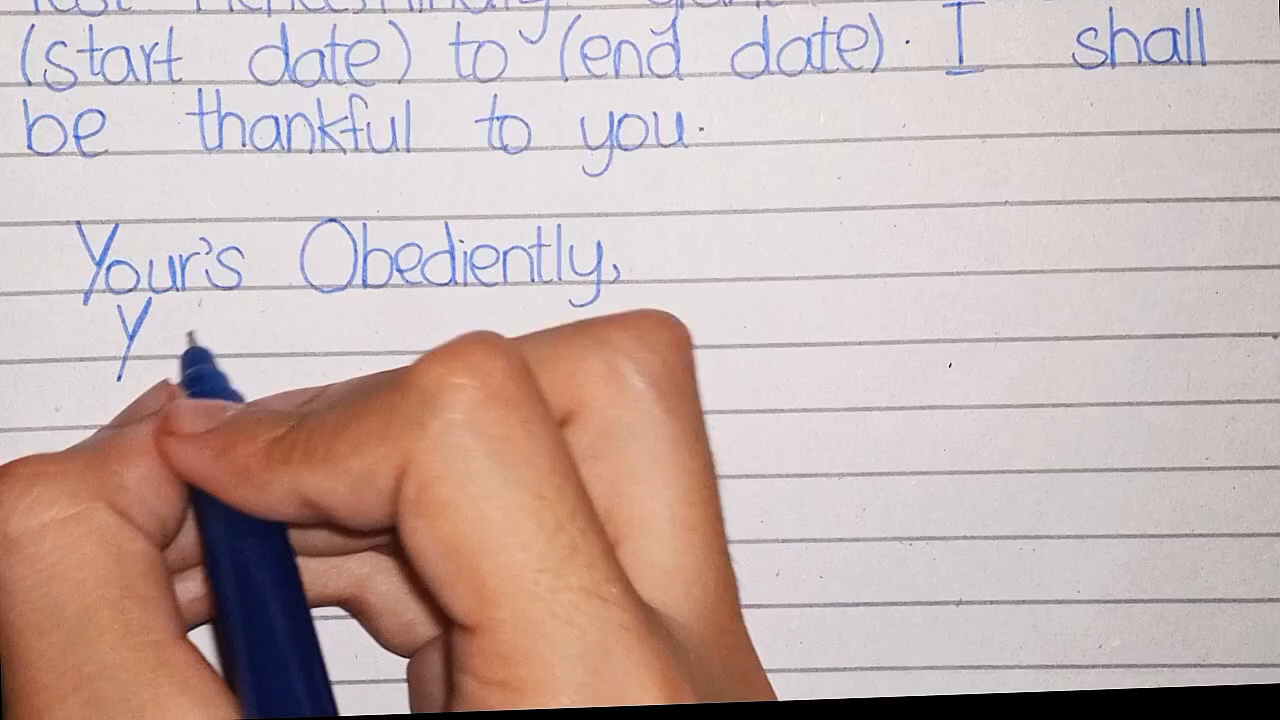 (start date) to (end date). I shall
be thankful to you.
Your's Obediently,
Y